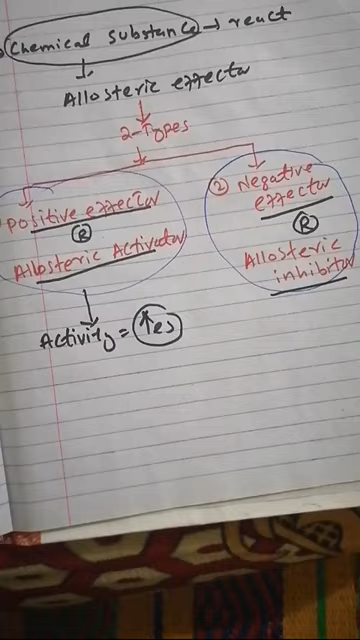 Chemical substance → react
↓
Allosteric effector
↓
2-Types
Positive effector
(R)
Allosteric Activator
② Negative
effector
(R)
Allosteric
inhibitor
↓
Activity = ↑es